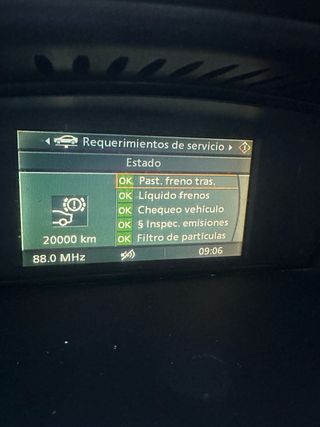 Requerimientos de servicio
Estado
OK Past. freno tras.
OK Líquido frenos
OK Chequeo vehículo
OK § Inspec. emisiones
OK Filtro de partículas
20000 km
88.0 MHz
09:06